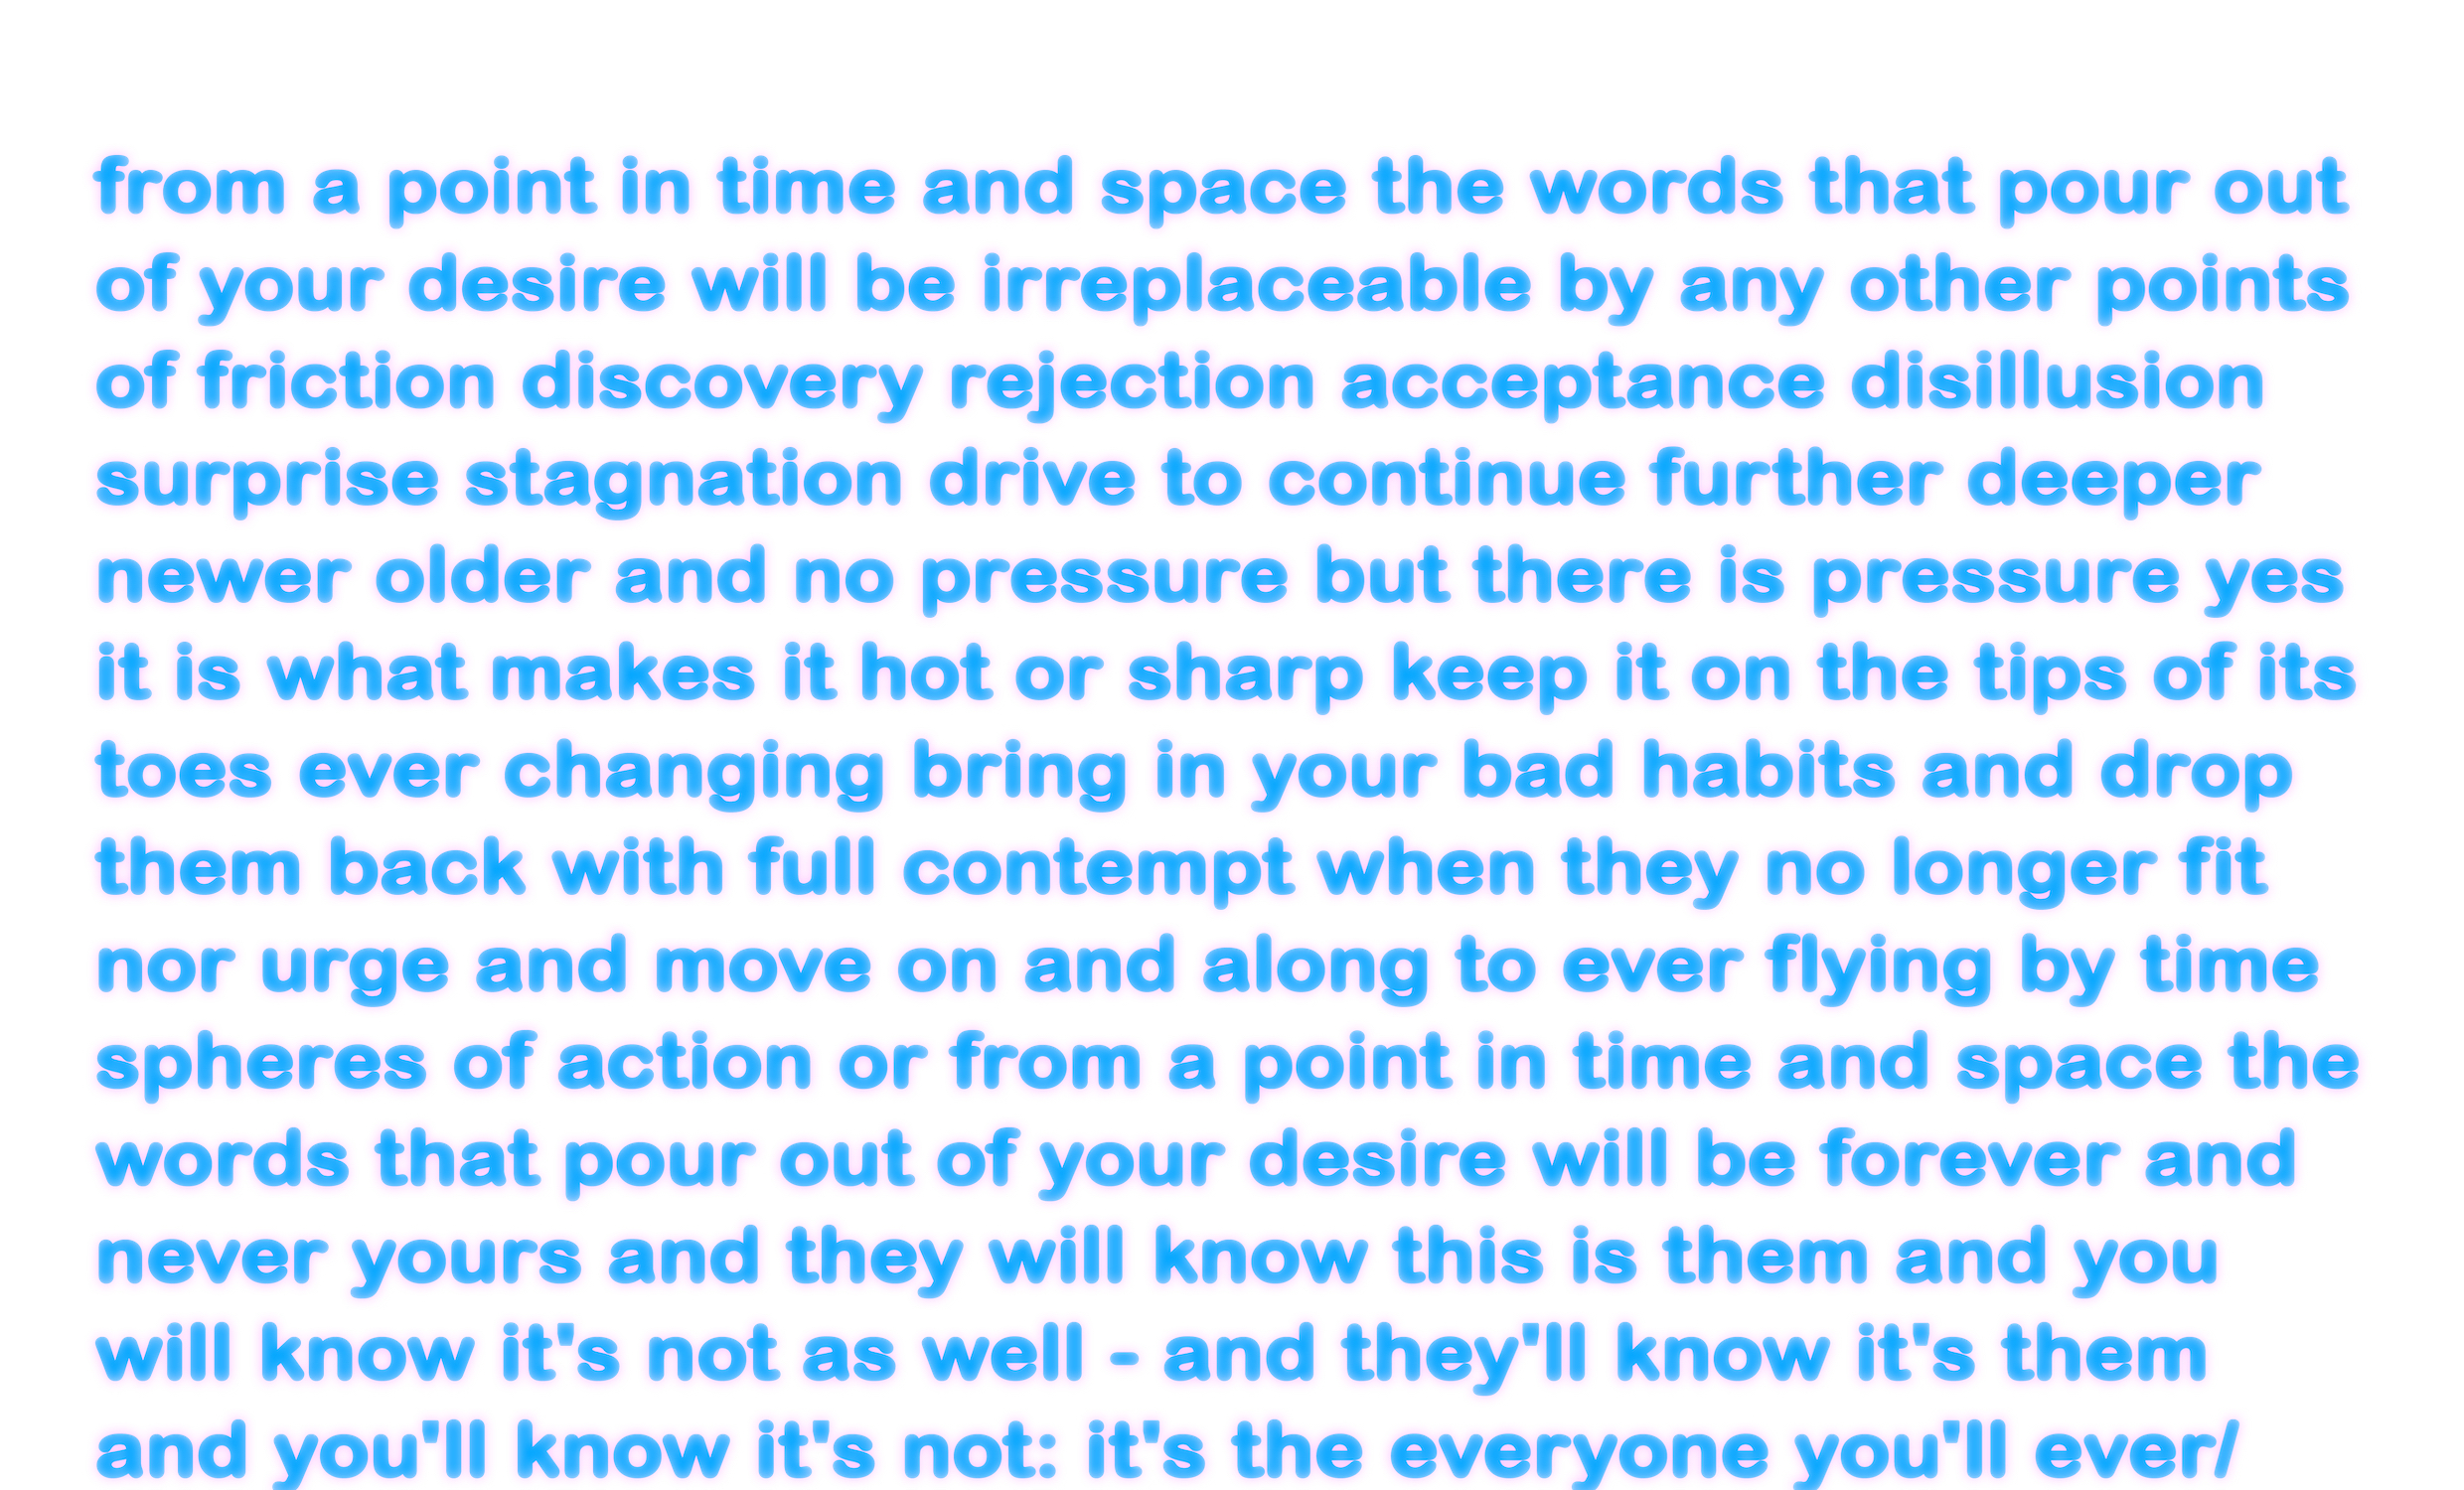 from a point in time and space the words that pour out
of your desire will be irreplaceable by any other points
of friction discovery rejection acceptance disillusion
surprise stagnation drive to continue further deeper
newer older and no pressure but there is pressure yes
it is what makes it hot or sharp keep it on the tips of its
toes ever changing bring in your bad habits and drop
them back with full contempt when they no longer fit
nor urge and move on and along to ever flying by time
spheres of action or from a point in time and space the
words that pour out of your desire will be forever and
never yours and they will know this is them and you
will know it's not as well - and they'll know it's them
and you'll know it's not: it's the everyone you'll ever/